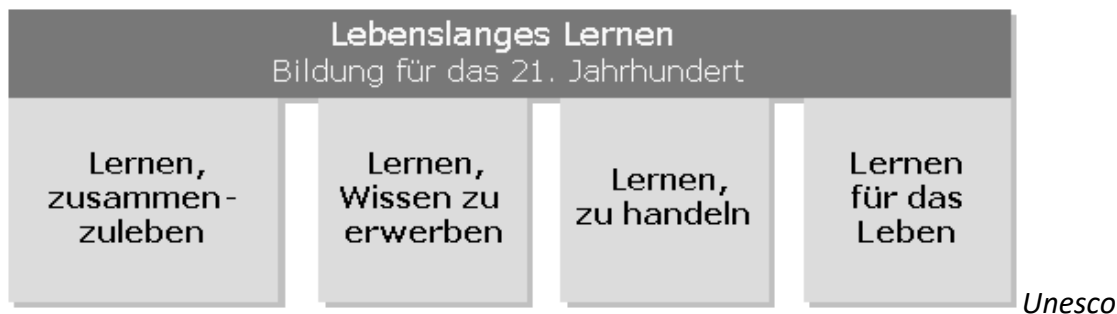 Lebenslanges Lernen
Bildung für das 21. Jahrhundert
Lernen,
zusammen-
zuleben
Lernen,
Wissen zu
erwerben
Lernen,
zu handeln
Lernen
für das
Leben
Unesco